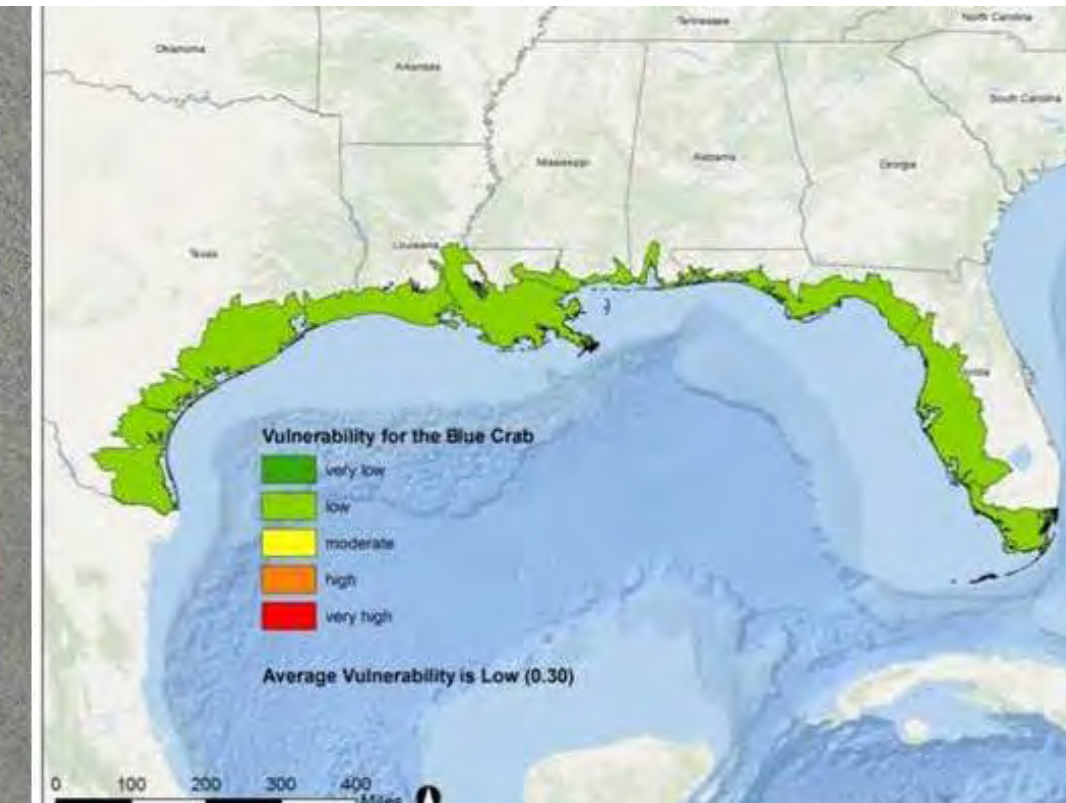 Tennessee
North Carolina
Oklahoma
Arkansas
South Carolina
Mississippi
Alabama
Georgia
Texas
Louisiana
Vulnerability for the Blue Crab
very low
low
moderate
high
very high
Average Vulnerability is Low (0.30)
0 100 200 300 400
Miles